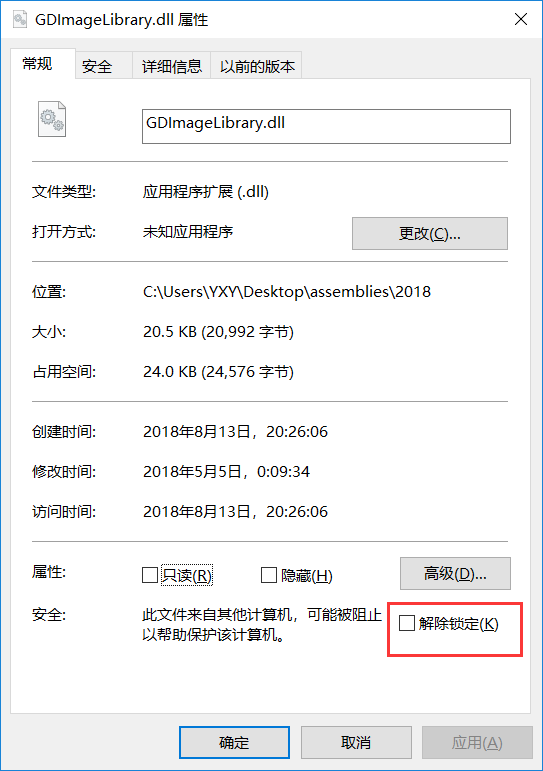 GDImageLibrary.dll 属性
常规 安全 详细信息 以前的版本
GDImageLibrary.dll
文件类型: 应用程序扩展 (.dll)
打开方式: 未知应用程序 更改(C)...
位置: C:\Users\YXY\Desktop\assemblies\2018
大小: 20.5 KB (20,992 字节)
占用空间: 24.0 KB (24,576 字节)
创建时间: 2018年8月13日，20:26:06
修改时间: 2018年5月5日，0:09:34
访问时间: 2018年8月13日，20:26:06
属性: 只读(R) 隐藏(H) 高级(D)...
安全: 此文件来自其他计算机，可能被阻止
以帮助保护该计算机。 解除锁定(K)
确定 取消 应用(A)